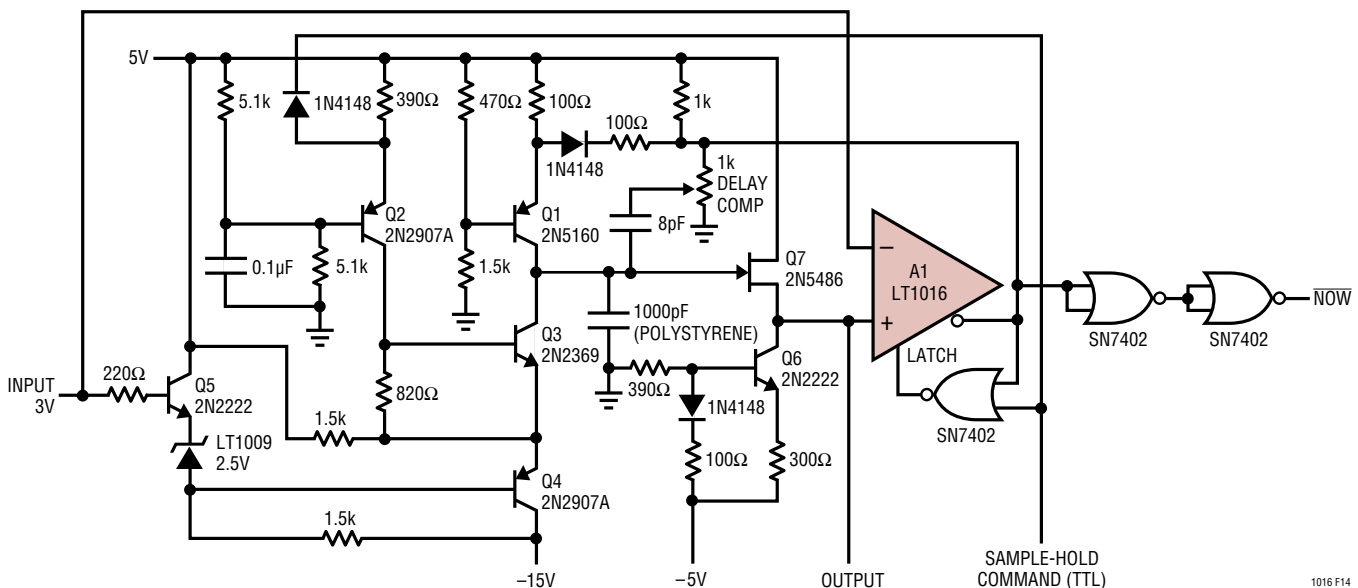 5V
5.1k
1N4148
390Ω
470Ω
100Ω
1k
100Ω
1N4148
1k
DELAY
COMP
Q2
2N2907A
Q1
2N5160
8pF
0.1µF
5.1k
1.5k
Q7
2N5486
A1
LT1016
−
+
LATCH
NOW
SN7402
SN7402
SN7402
1000pF
(POLYSTYRENE)
Q3
2N2369
Q6
2N2222
390Ω
1N4148
INPUT
3V
220Ω
Q5
2N2222
820Ω
1.5k
LT1009
2.5V
100Ω
300Ω
Q4
2N2907A
1.5k
–15V
–5V
OUTPUT
SAMPLE-HOLD
COMMAND (TTL)
1016 F14